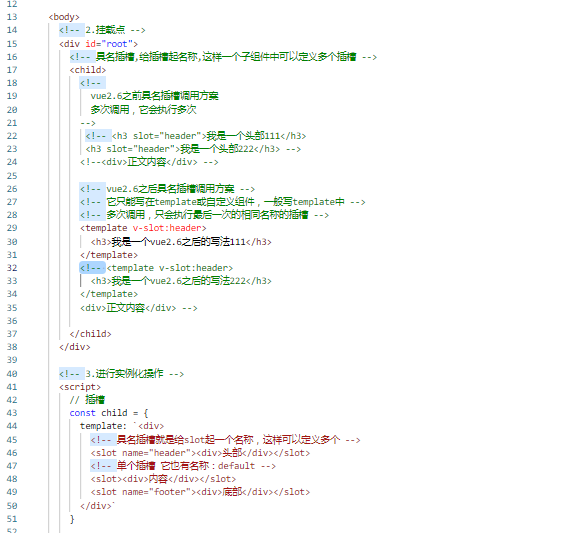 12
13 <body>
14 <!-- 2.挂载点 -->
15 <div id="root">
16 <!-- 具名插槽,给插槽起名称,这样一个子组件中可以定义多个插槽 -->
17 <child>
18 <!--
19 vue2.6之前具名插槽调用方案
20 多次调用，它会执行多次
21 -->
22 <!-- <h3 slot="header">我是一个头部111</h3>
23 <h3 slot="header">我是一个头部222</h3> -->
24 <!--<div>正文内容</div> -->
25
26 <!-- vue2.6之后具名插槽调用方案 -->
27 <!-- 它只能写在template或自定义组件，一般写template中 -->
28 <!-- 多次调用，只会执行最后一次的相同名称的插槽 -->
29 <template v-slot:header>
30 <h3>我是一个vue2.6之后的写法111</h3>
31 </template>
32 <!-- <template v-slot:header>
33 <h3>我是一个vue2.6之后的写法222</h3>
34 </template>
35 <div>正文内容</div> -->
36
37 </child>
38 </div>
39
40 <!-- 3.进行实例化操作 -->
41 <script>
42 // 插槽
43 const child = {
44 template: `<div>
45 <!-- 具名插槽就是给slot起一个名称，这样可以定义多个 -->
46 <slot name="header"><div>头部</div></slot>
47 <!-- 单个插槽 它也有名称：default -->
48 <slot><div>内容</div></slot>
49 <slot name="footer"><div>底部</div></slot>
50 </div>`
51 }
52